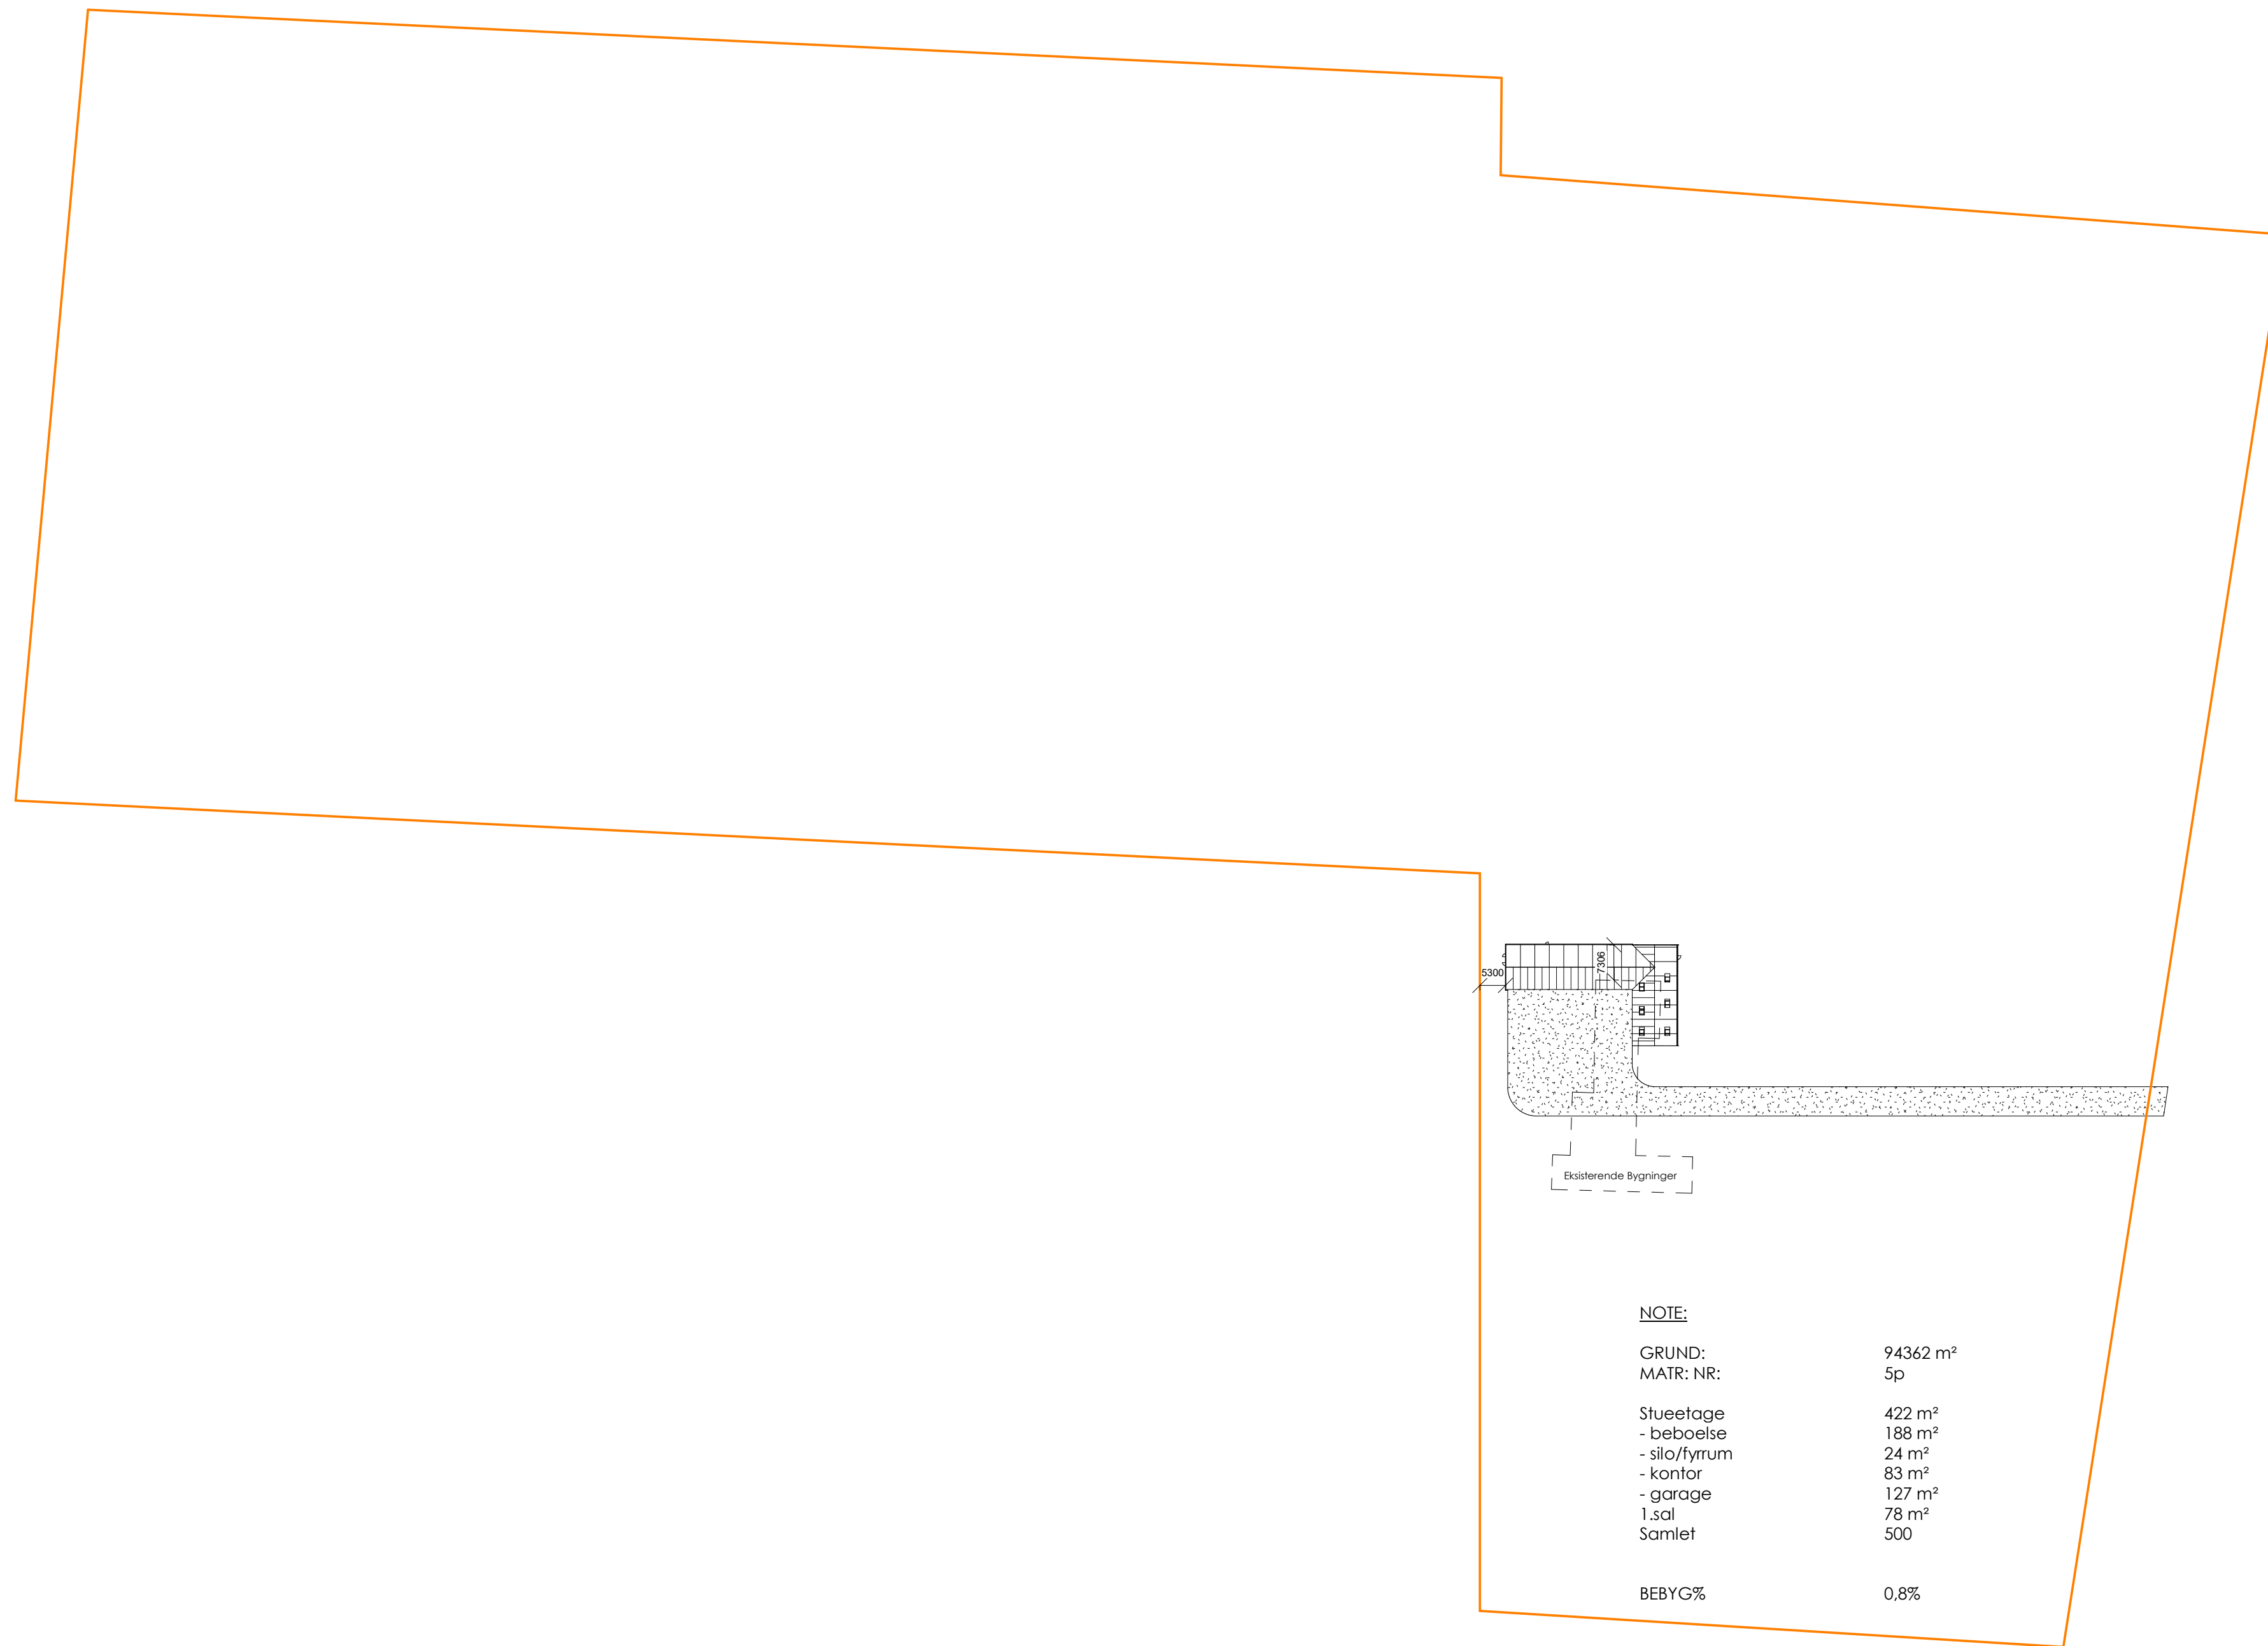 7306
5300
Eksisterende Bygninger
NOTE:
GRUND: 94362 m²
MATR: NR: 5p
Stueetage 422 m²
- beboelse 188 m²
- silo/fyrrum 24 m²
- kontor 83 m²
- garage 127 m²
1.sal 78 m²
Samlet 500
BEBYG% 0,8%